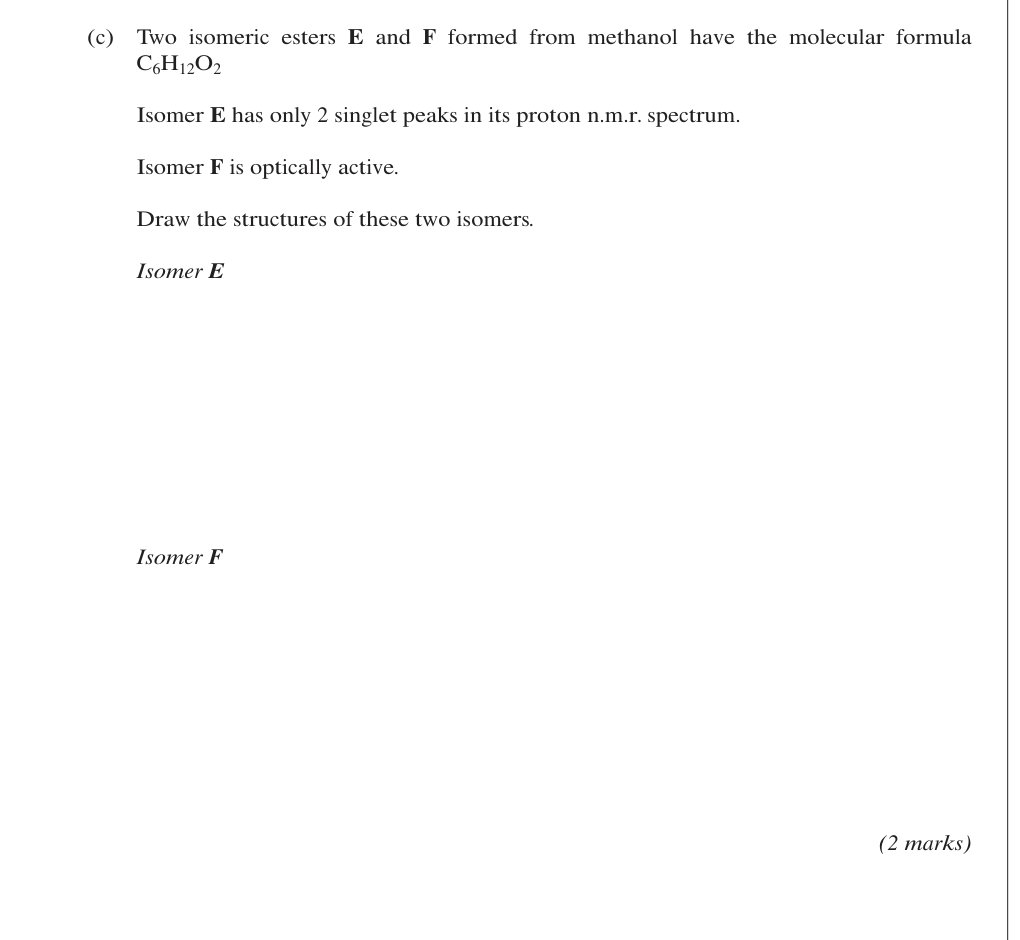 (c) Two isomeric esters E and F formed from methanol have the molecular formula
C₆H₁₂O₂
Isomer E has only 2 singlet peaks in its proton n.m.r. spectrum.
Isomer F is optically active.
Draw the structures of these two isomers.
Isomer E
Isomer F
(2 marks)